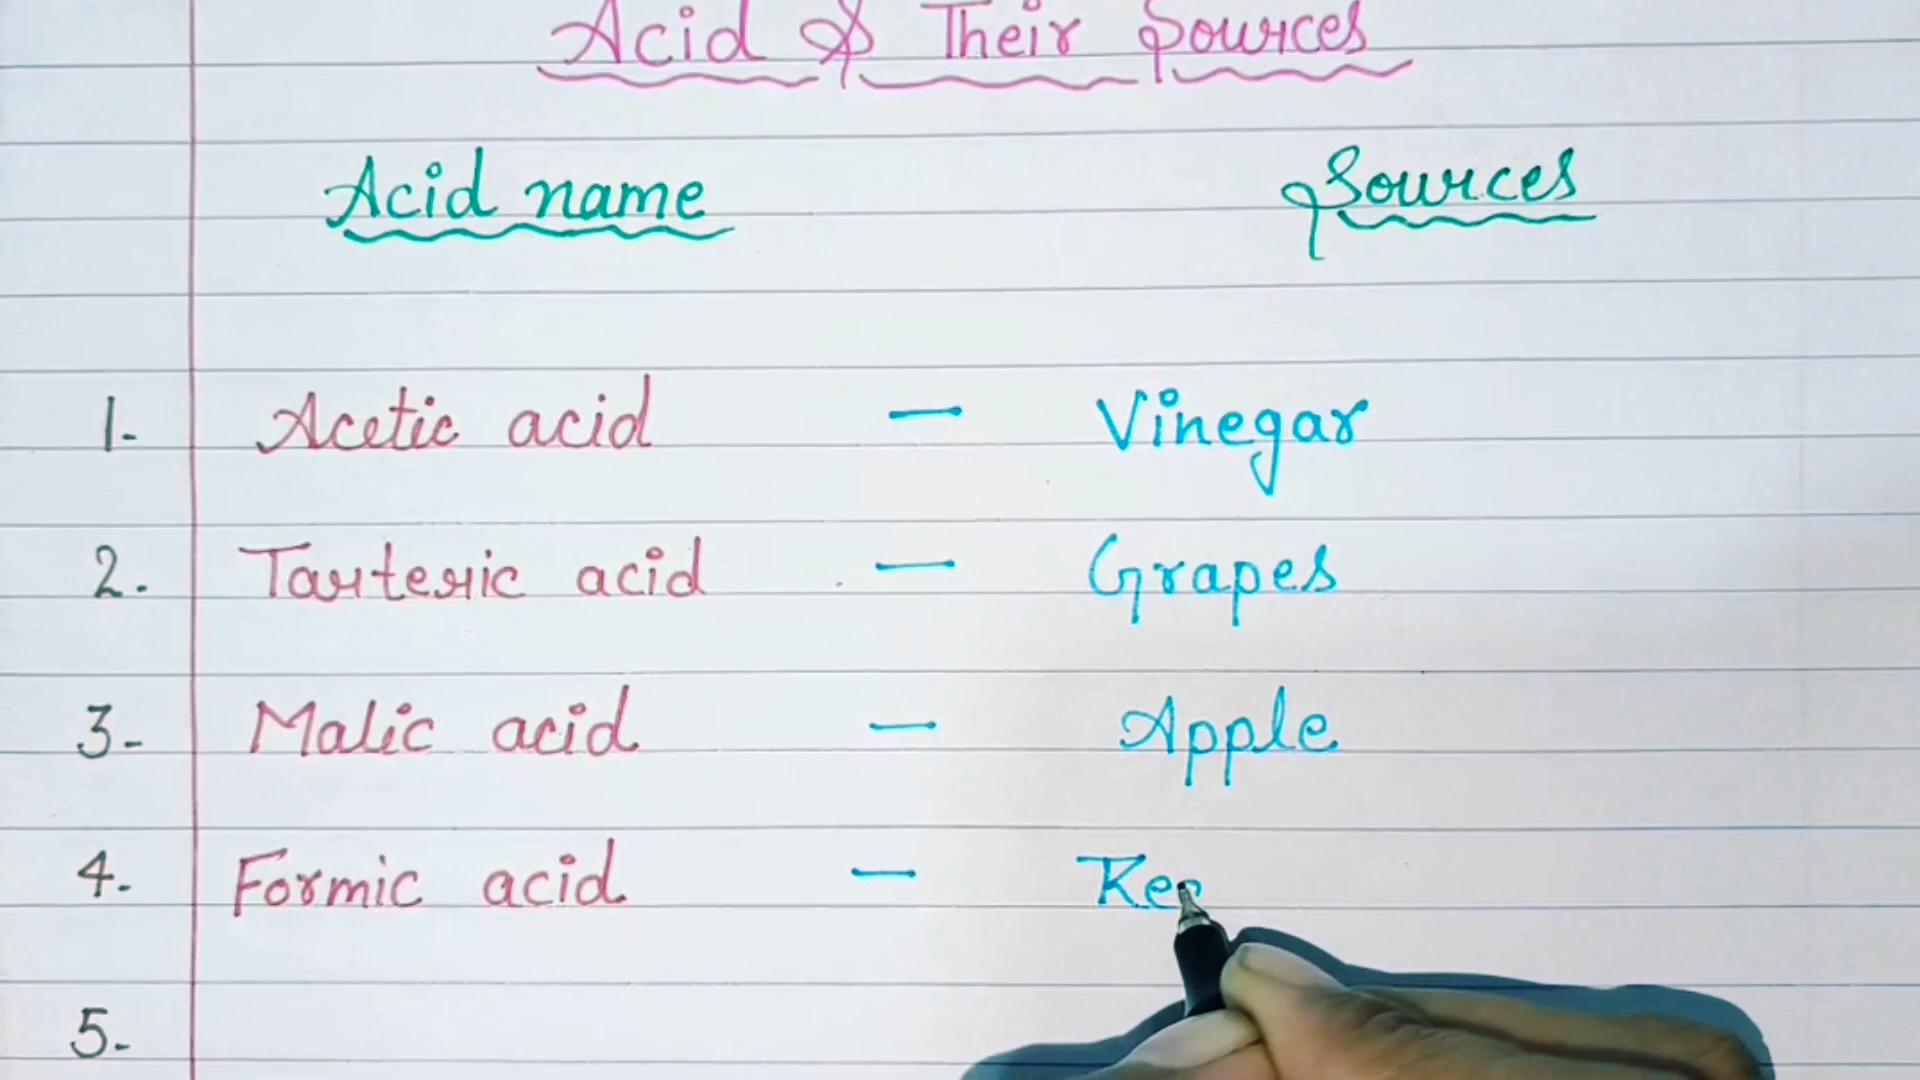 Acid & Their Sources
Acid name Sources
1. Acetic acid — Vinegar
2. Tarteric acid — Grapes
3. Malic acid — Apple
4. Formic acid —
5.